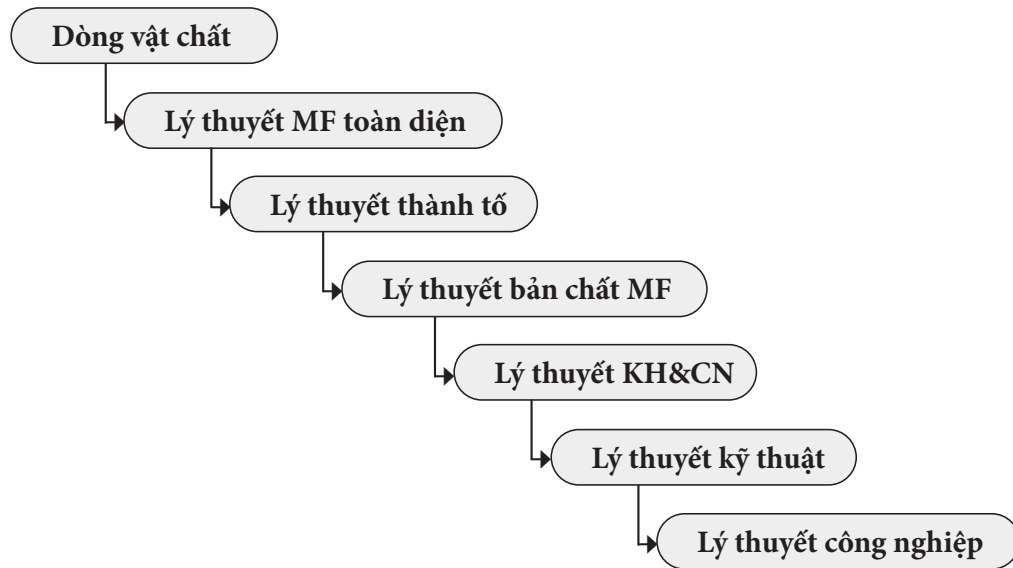 Dòng vật chất
Lý thuyết MF toàn diện
Lý thuyết thành tố
Lý thuyết bản chất MF
Lý thuyết KH&CN
Lý thuyết kỹ thuật
Lý thuyết công nghiệp